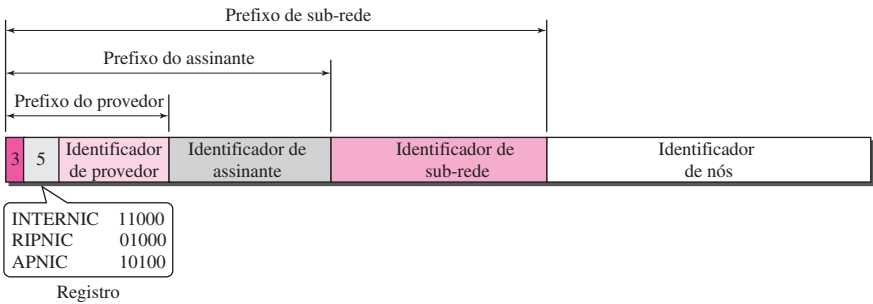 Prefixo de sub-rede
Prefixo do assinante
Prefixo do provedor
3 5 Identificador de provedor Identificador de assinante Identificador de sub-rede Identificador de nós
INTERNIC 11000
RIPNIC 01000
APNIC 10100
Registro